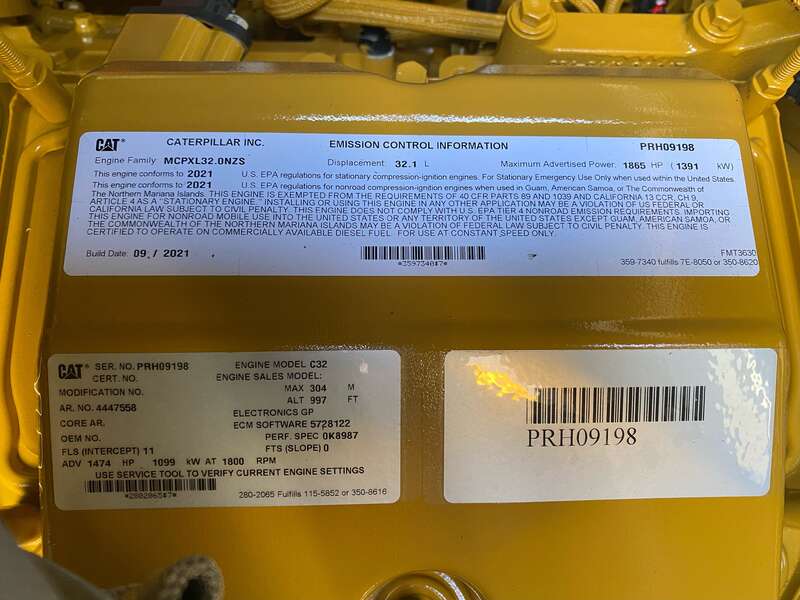 CAT® CATERPILLAR INC. EMISSION CONTROL INFORMATION PRH09198
Engine Family: MCPXL32.0NZS Displacement: 32.1 L Maximum Advertised Power: 1865 HP ( 1391 kW)
This engine conforms to 2021 U.S. EPA regulations for stationary compression-ignition engines. For Stationary Emergency Use Only when used within the United States
This engine conforms to 2021 U.S. EPA regulations for nonroad compression-ignition engines when used in Guam, American Samoa, or The Commonwealth of
the Northern Mariana Islands. THIS ENGINE IS EXEMPTED FROM THE REQUIREMENTS OF 40 CFR PARTS 89 AND 1039 AND CALIFORNIA 13 CCR, CH 9,
ARTICLE 4 AS A "STATIONARY ENGINE." INSTALLING OR USING THIS ENGINE IN ANY OTHER APPLICATION MAY BE A VIOLATION OF US FEDERAL OR
CALIFORNIA LAW SUBJECT TO CIVIL PENALTY. THIS ENGINE DOES NOT COMPLY WITH U.S. EPA TIER 4 NONROAD EMISSION REQUIREMENTS. IMPORTING
THIS ENGINE FOR NONROAD MOBILE USE INTO THE UNITED STATES OR ANY TERRITORY OF THE UNITED STATES EXCEPT GUAM, AMERICAN SAMOA, OR
THE COMMONWEALTH OF THE NORTHERN MARIANA ISLANDS MAY BE A VIOLATION OF FEDERAL LAW SUBJECT TO CIVIL PENALTY. THIS ENGINE IS
CERTIFIED TO OPERATE ON COMMERCIALLY AVAILABLE DIESEL FUEL. FOR USE AT CONSTANT SPEED ONLY.
Build Date: 09 / 2021 FMT3630
*3597340#7* 359-7340 fulfills 7E-8050 or 350-8620
CAT® SER. NO. PRH09198 ENGINE MODEL C32
CERT. NO. ENGINE SALES MODEL:
MODIFICATION NO. MAX 304 M
ALT 997 FT
AR. NO. 4447558 ELECTRONICS GP
CORE AR. ECM SOFTWARE 5728122
OEM NO. PERF. SPEC 0K8987
FLS (INTERCEPT) 11 FTS (SLOPE) 0
ADV 1474 HP 1099 kW AT 1800 RPM
USE SERVICE TOOL TO VERIFY CURRENT ENGINE SETTINGS
*2802065#7* 280-2065 Fulfills 115-5852 or 350-8616
PRH09198